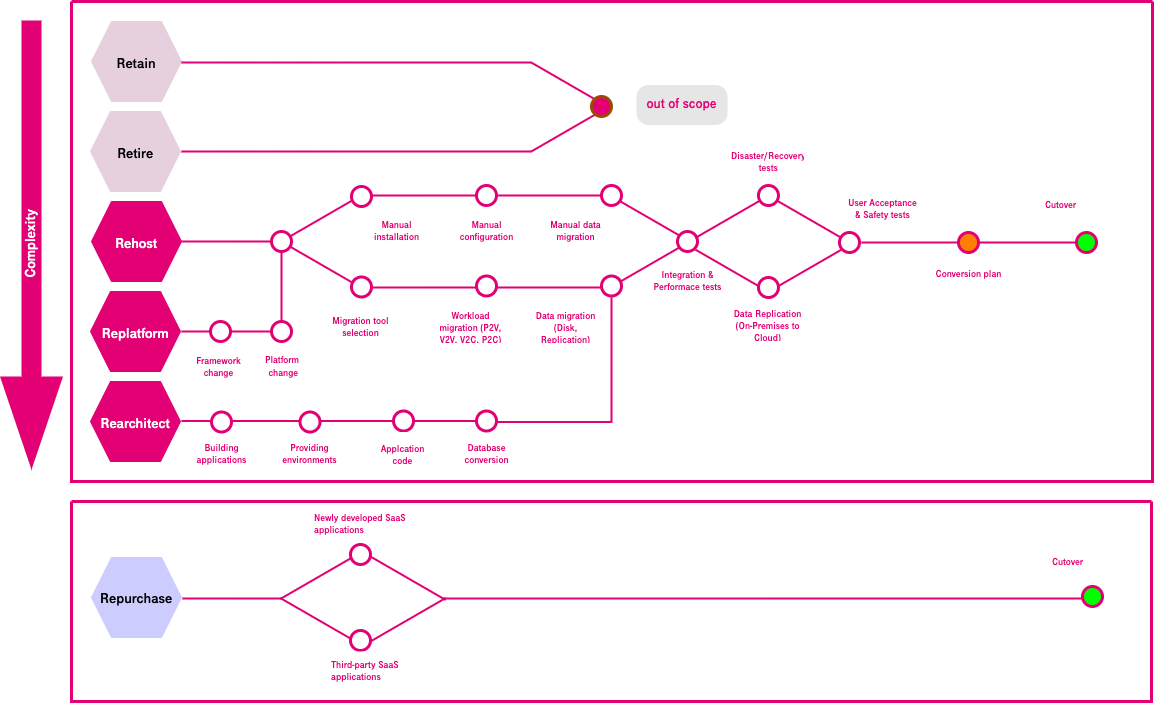 Complexity
Retain
out of scope
Retire
Disaster/Recovery
tests
User Acceptance
& Safety tests
Cutover
Rehost
Manual
installation
Manual
configuration
Manual data
migration
Integration &
Performace tests
Conversion plan
Replatform
Framework
change
Platform
change
Migration tool
selection
Workload
migration (P2V,
V2V, V2C, P2C)
Data migration
(Disk,
Replication)
Data Replication
(On-Premises to
Cloud)
Rearchitect
Building
applications
Providing
environments
Applcation
code
Database
conversion
Newly developed SaaS
applications
Repurchase
Cutover
Third-party SaaS
applications